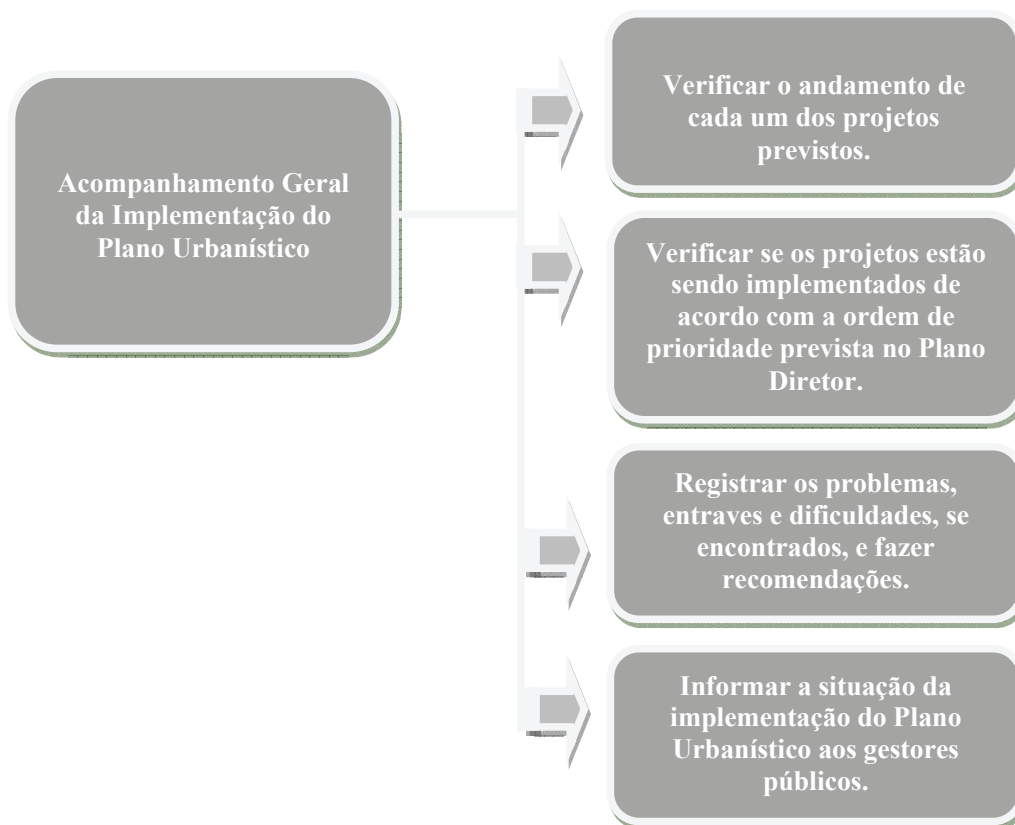 Acompanhamento Geral
da Implementação do
Plano Urbanístico
Verificar o andamento de
cada um dos projetos
previstos.
Verificar se os projetos estão
sendo implementados de
acordo com a ordem de
prioridade prevista no Plano
Diretor.
Registrar os problemas,
entraves e dificuldades, se
encontrados, e fazer
recomendações.
Informar a situação da
implementação do Plano
Urbanístico aos gestores
públicos.